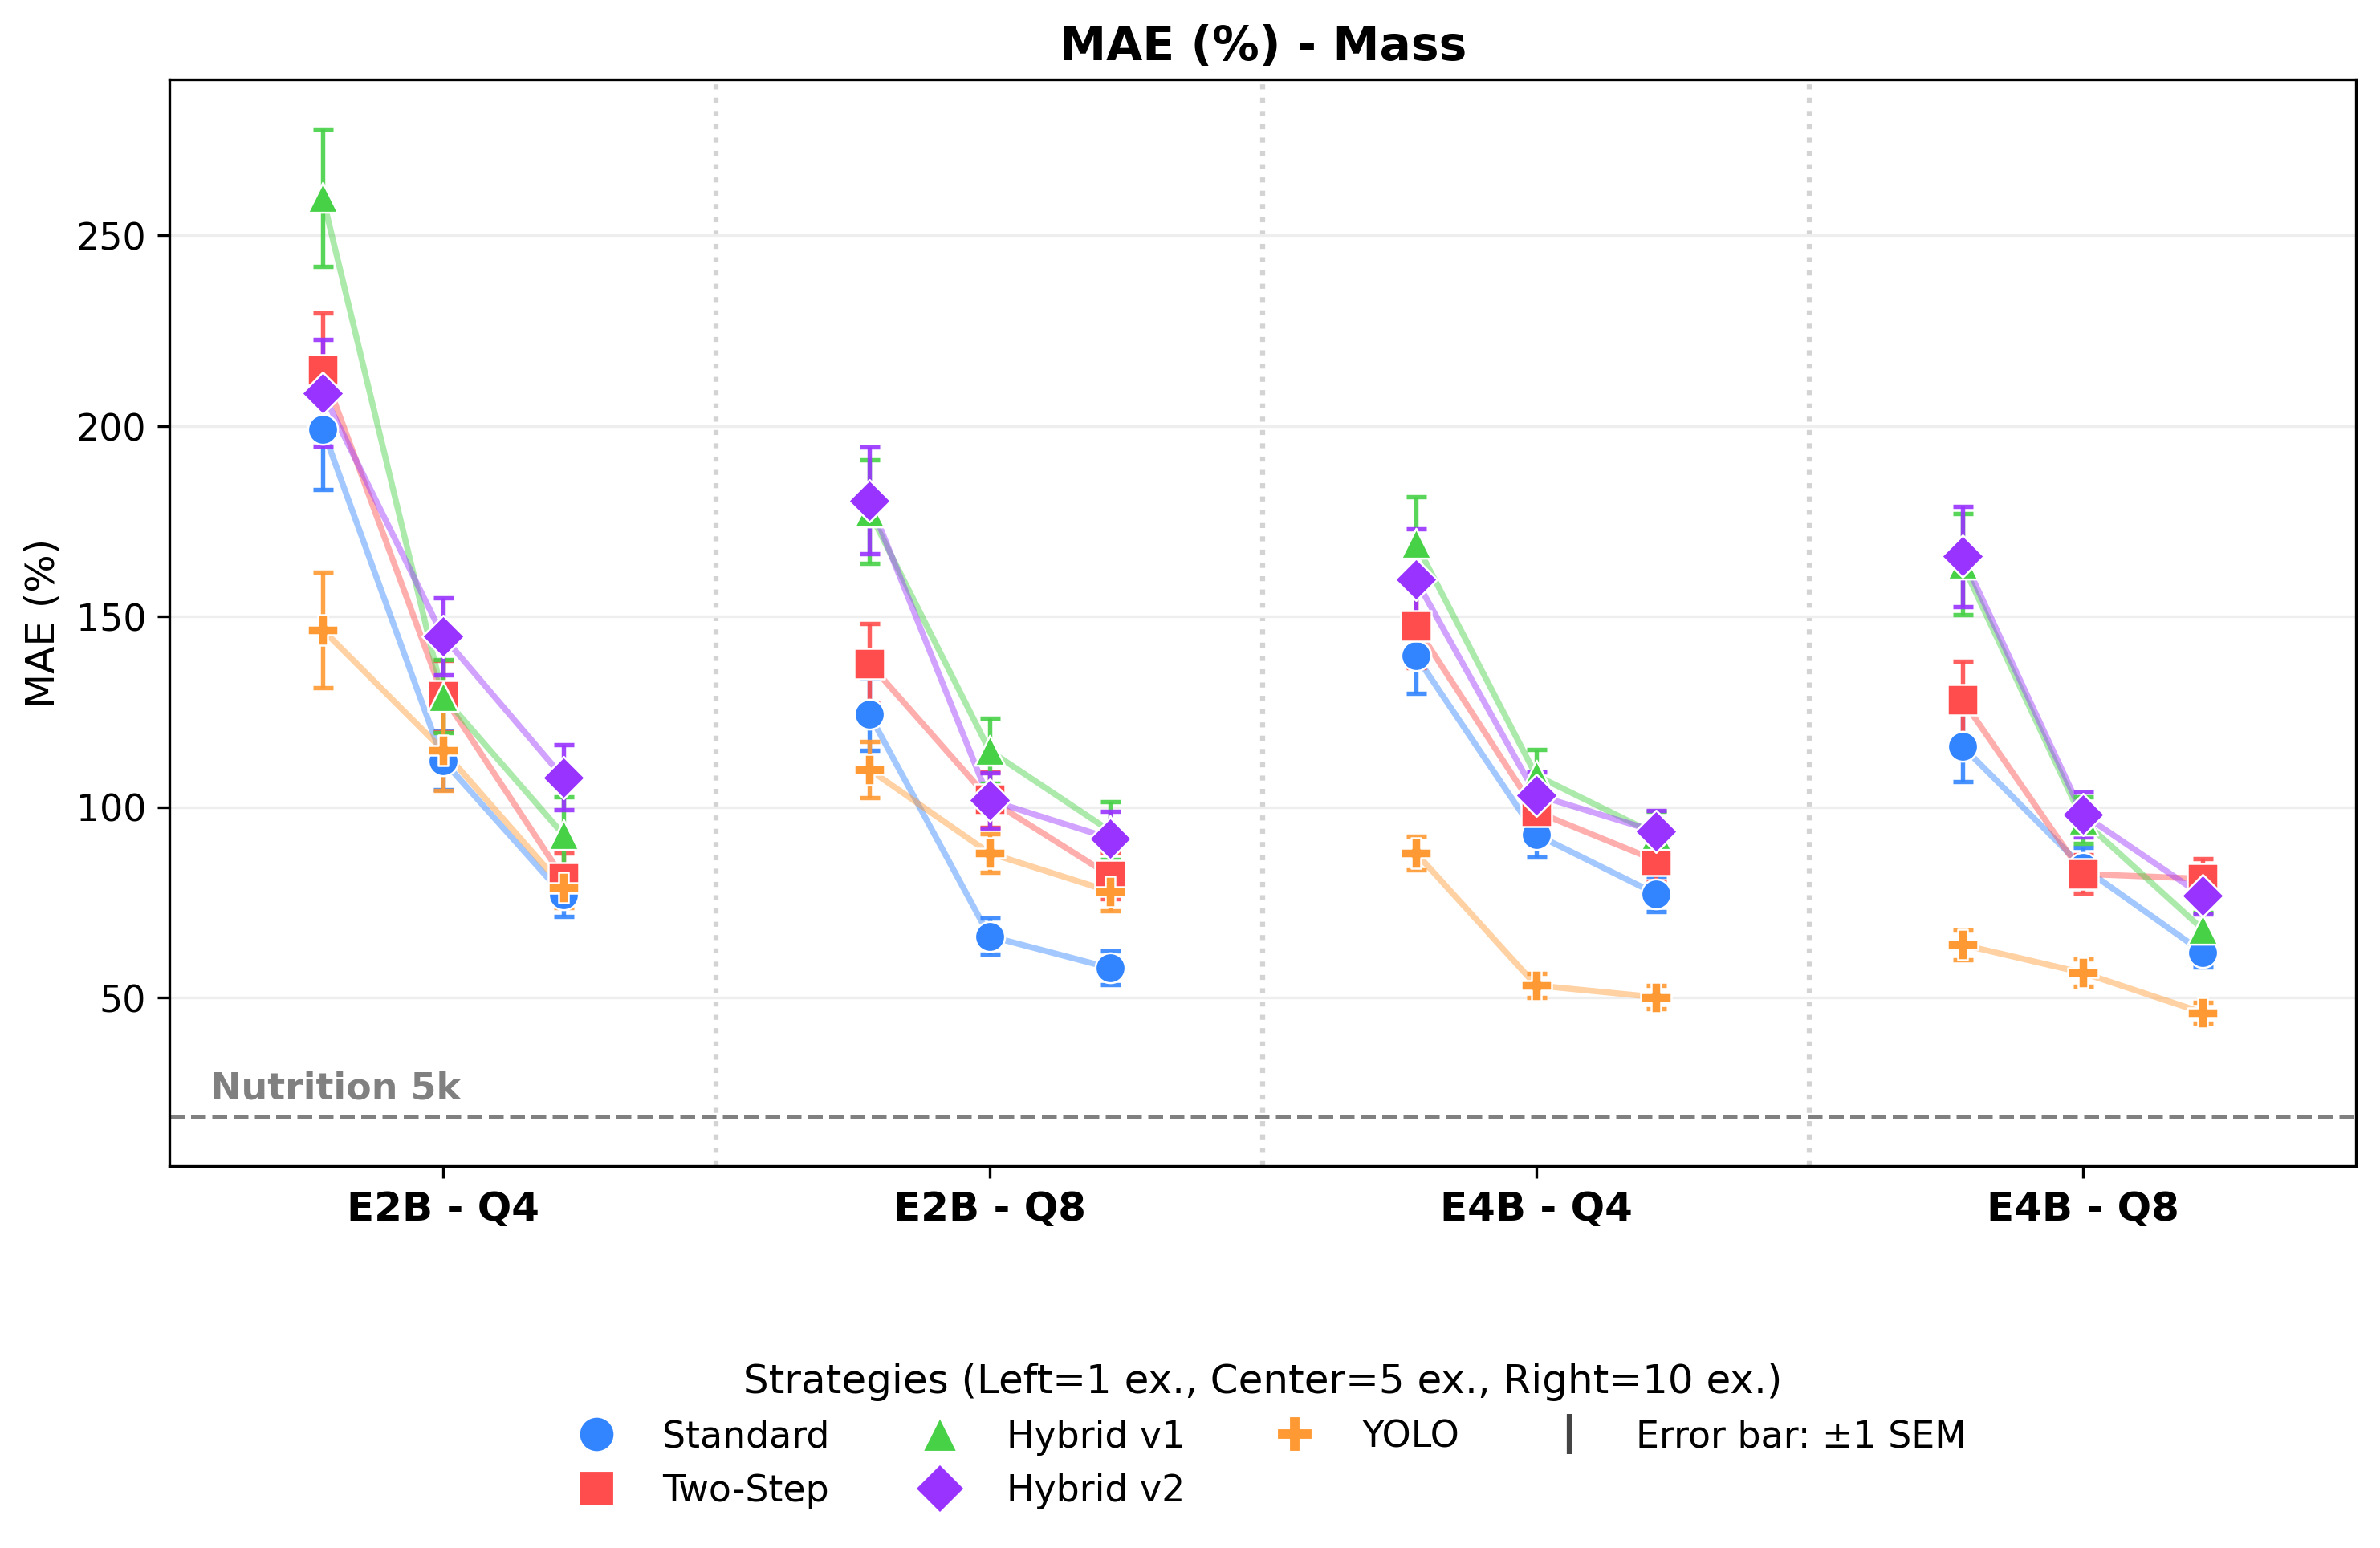 MAE (%) - Mass
MAE (%)
250
200
150
100
50
Nutrition 5k
E2B - Q4
E2B - Q8
E4B - Q4
E4B - Q8
Strategies (Left=1 ex., Center=5 ex., Right=10 ex.)
Standard
Hybrid v1
YOLO
Error bar: ±1 SEM
Two-Step
Hybrid v2